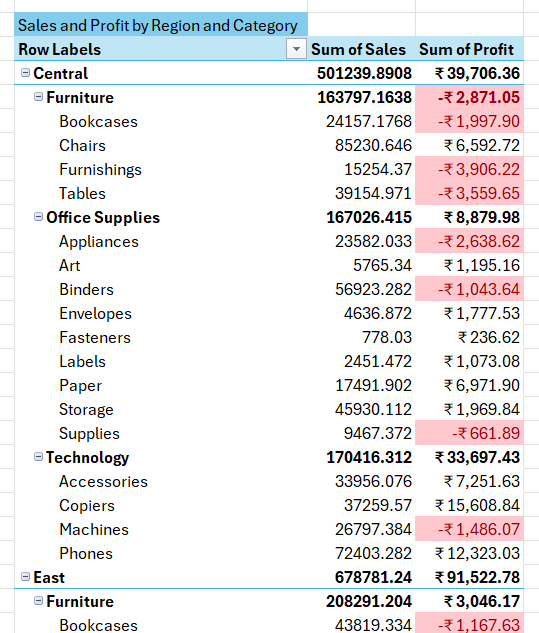 Sales and Profit by Region and Category
Row Labels Sum of Sales Sum of Profit
Central 501239.8908 ₹ 39,706.36
Furniture 163797.1638 -₹ 2,871.05
Bookcases 24157.1768 -₹ 1,997.90
Chairs 85230.646 ₹ 6,592.72
Furnishings 15254.37 -₹ 3,906.22
Tables 39154.971 -₹ 3,559.65
Office Supplies 167026.415 ₹ 8,879.98
Appliances 23582.033 -₹ 2,638.62
Art 5765.34 ₹ 1,195.16
Binders 56923.282 -₹ 1,043.64
Envelopes 4636.872 ₹ 1,777.53
Fasteners 778.03 ₹ 236.62
Labels 2451.472 ₹ 1,073.08
Paper 17491.902 ₹ 6,971.90
Storage 45930.112 ₹ 1,969.84
Supplies 9467.372 -₹ 661.89
Technology 170416.312 ₹ 33,697.43
Accessories 33956.076 ₹ 7,251.63
Copiers 37259.57 ₹ 15,608.84
Machines 26797.384 -₹ 1,486.07
Phones 72403.282 ₹ 12,323.03
East 678781.24 ₹ 91,522.78
Furniture 208291.204 ₹ 3,046.17
Bookcases 43819.334 -₹ 1,167.63